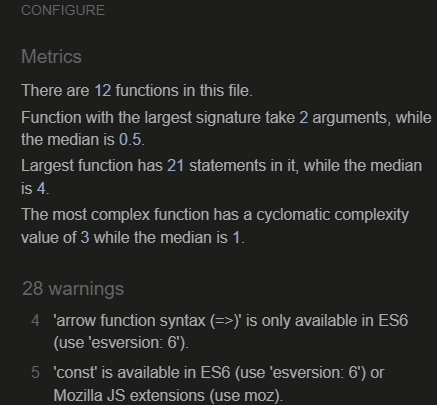 CONFIGURE
Metrics
There are 12 functions in this file.
Function with the largest signature take 2 arguments, while
the median is 0.5.
Largest function has 21 statements in it, while the median
is 4.
The most complex function has a cyclomatic complexity
value of 3 while the median is 1.
28 warnings
4 'arrow function syntax (=>)' is only available in ES6
(use 'esversion: 6').
5 'const' is available in ES6 (use 'esversion: 6') or
Mozilla JS extensions (use moz).